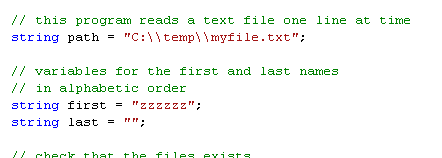 // this program reads a text file one line at time
string path = "C:\\temp\\myfile.txt";
// variables for the first and last names
// in alphabetic order
string first = "zzzzzz";
string last = "";
// check that the files exists